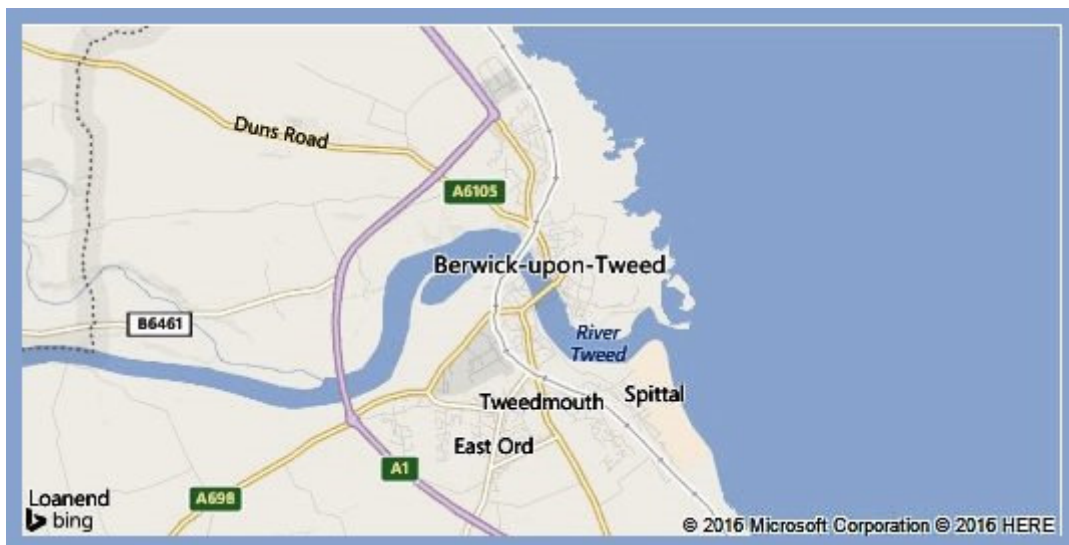 Duns Road
A6105
Berwick-upon-Tweed
B6461
River
Tweed
Spittal
Tweedmouth
East Ord
A1
A698
Loanend
bing
© 2016 Microsoft Corporation © 2016 HERE